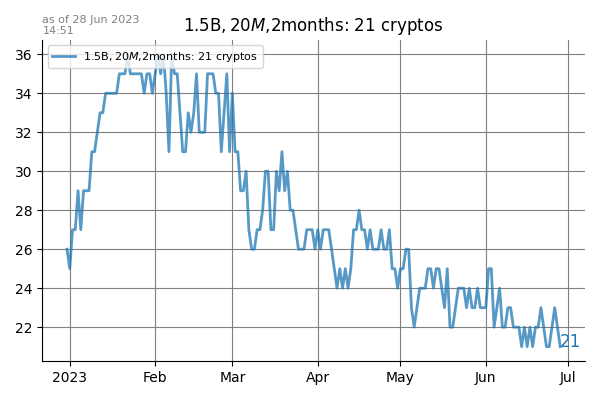 as of 28 Jun 2023
14:51
1.5B, 20M,2months: 21 cryptos
1.5B, 20M,2months: 21 cryptos
36
34
32
30
28
26
24
22
21
2023 Feb Mar Apr May Jun Jul